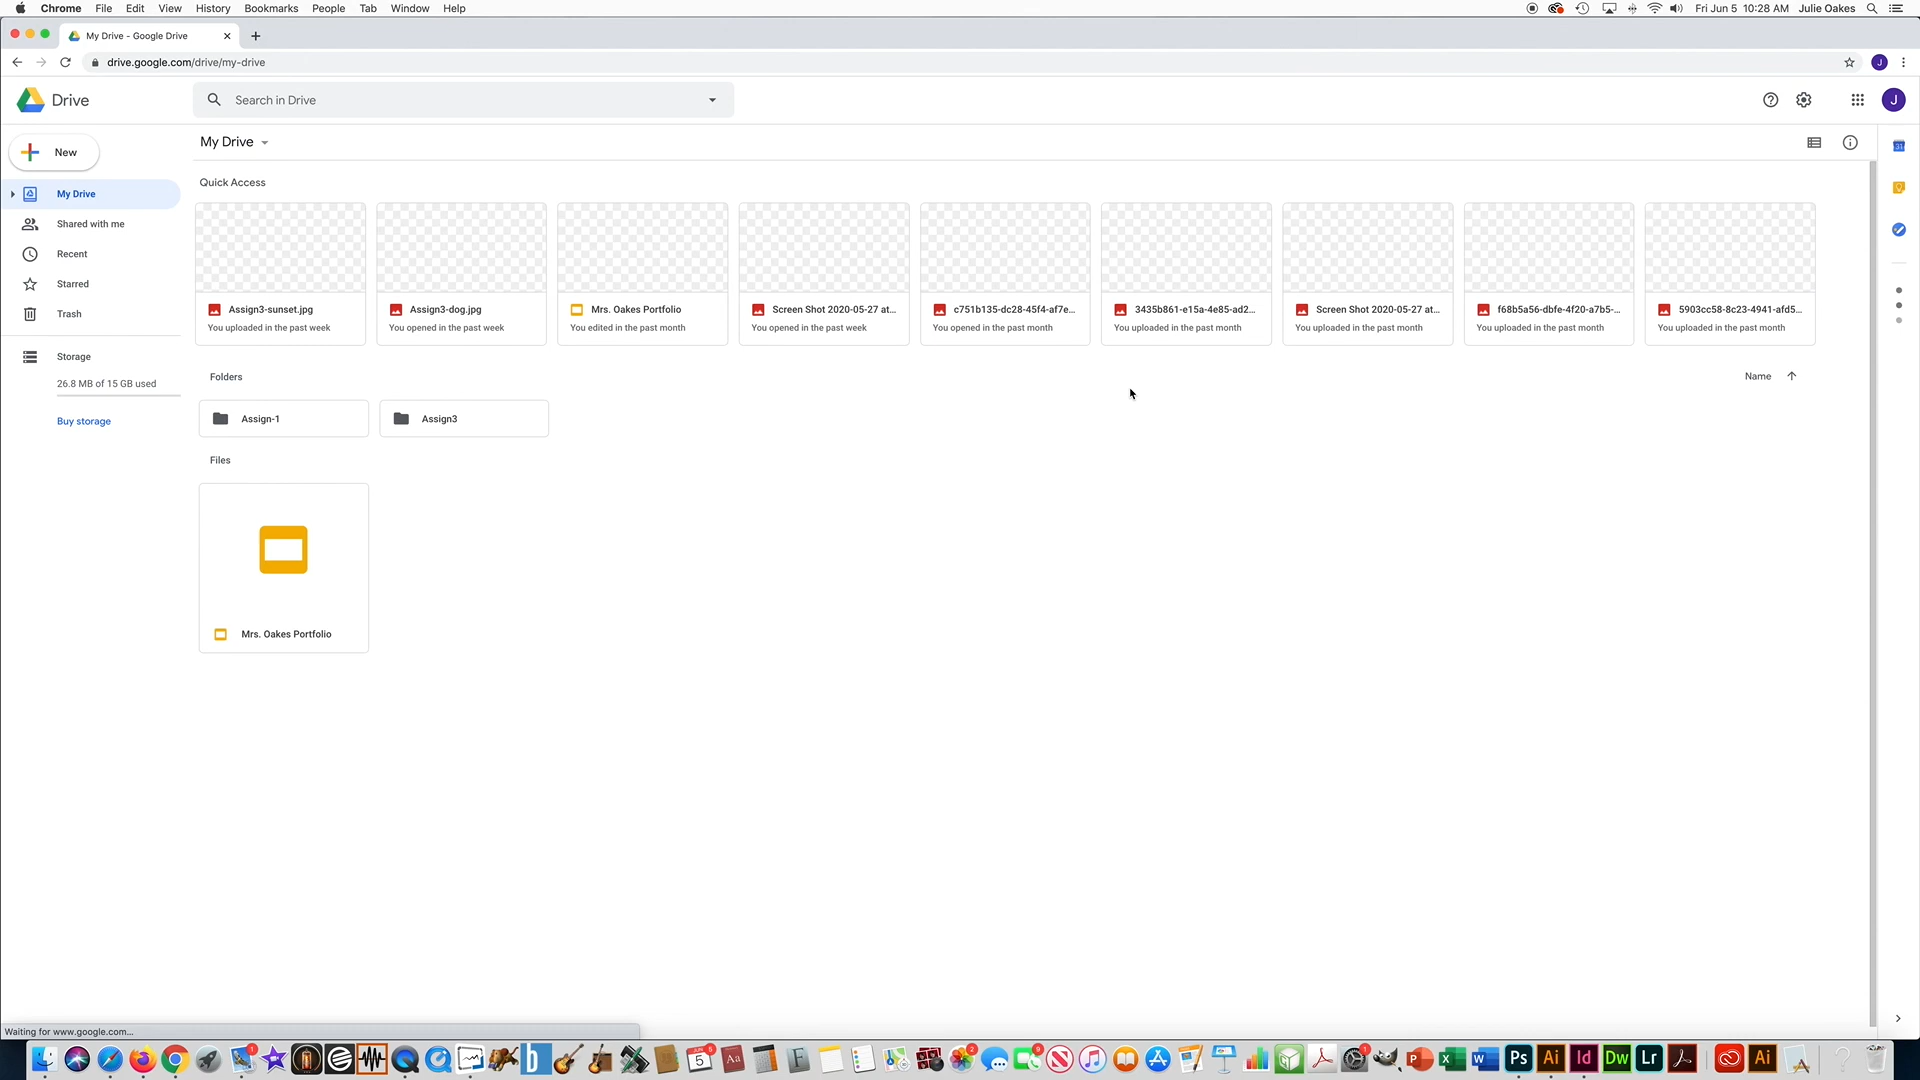 Chrome File Edit View History Bookmarks People Tab Window Help Fri Jun 5 10:28 AM Julie Oakes
My Drive - Google Drive
drive.google.com/drive/my-drive J
Drive Search in Drive J
New My Drive
My Drive
Shared with me
Recent
Starred
Trash
Storage
26.8 MB of 15 GB used
Buy storage
Quick Access
Assign3-sunset.jpg
You uploaded in the past week
Assign3-dog.jpg
You opened in the past week
Mrs. Oakes Portfolio
You edited in the past month
Screen Shot 2020-05-27 at...
You opened in the past week
c751b135-dc28-45f4-af7e...
You opened in the past month
3435b861-e15a-4e85-ad2...
You uploaded in the past month
Screen Shot 2020-05-27 at...
You uploaded in the past month
f68b5a56-dbfe-4f20-a7b5-...
You uploaded in the past month
5903cc58-8c23-4941-afd5...
You uploaded in the past month
Folders Name
Assign-1 Assign3
Files
Mrs. Oakes Portfolio
31
Waiting for www.google.com...
b 5 Aa Ps Ai Id Dw Lr Ai